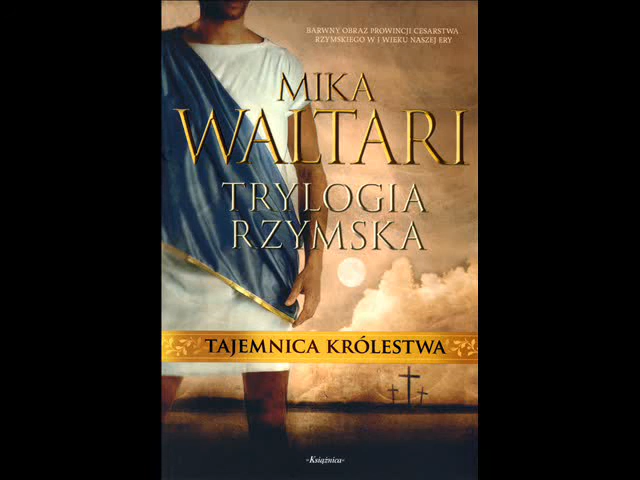 BARWNY OBRAZ PROWINCJI CESARSTWA
RZYMSKIEGO W I WIEKU NASZEJ ERY
MIKA
WALTARI
TRYLOGIA
RZYMSKA
TAJEMNICA KRÓLESTWA
«Książnica»